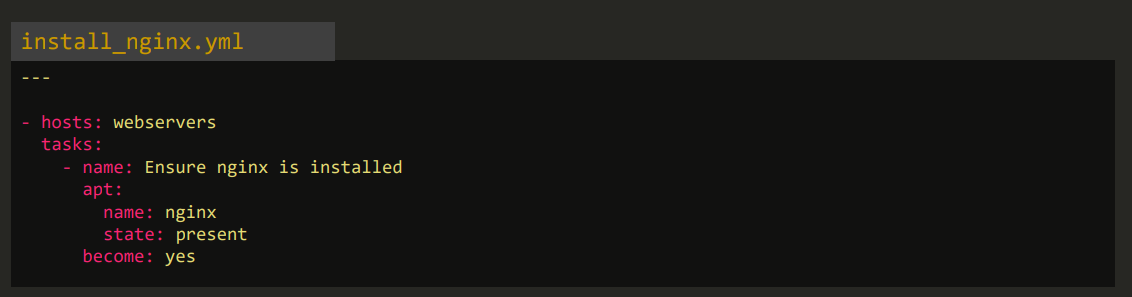 install_nginx.yml
---
- hosts: webservers
  tasks:
    - name: Ensure nginx is installed
      apt:
        name: nginx
        state: present
      become: yes